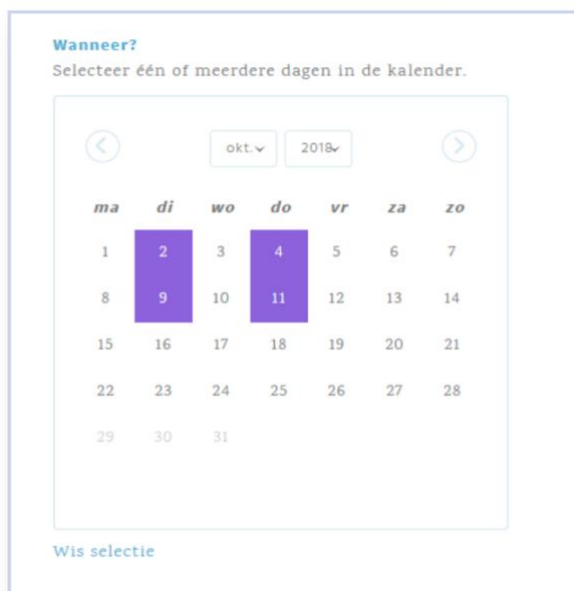 Wanneer?
Selecteer één of meerdere dagen in de kalender.
okt. 2018
ma di wo do vr za zo
1 2 3 4 5 6 7
8 9 10 11 12 13 14
15 16 17 18 19 20 21
22 23 24 25 26 27 28
29 30 31
Wis selectie